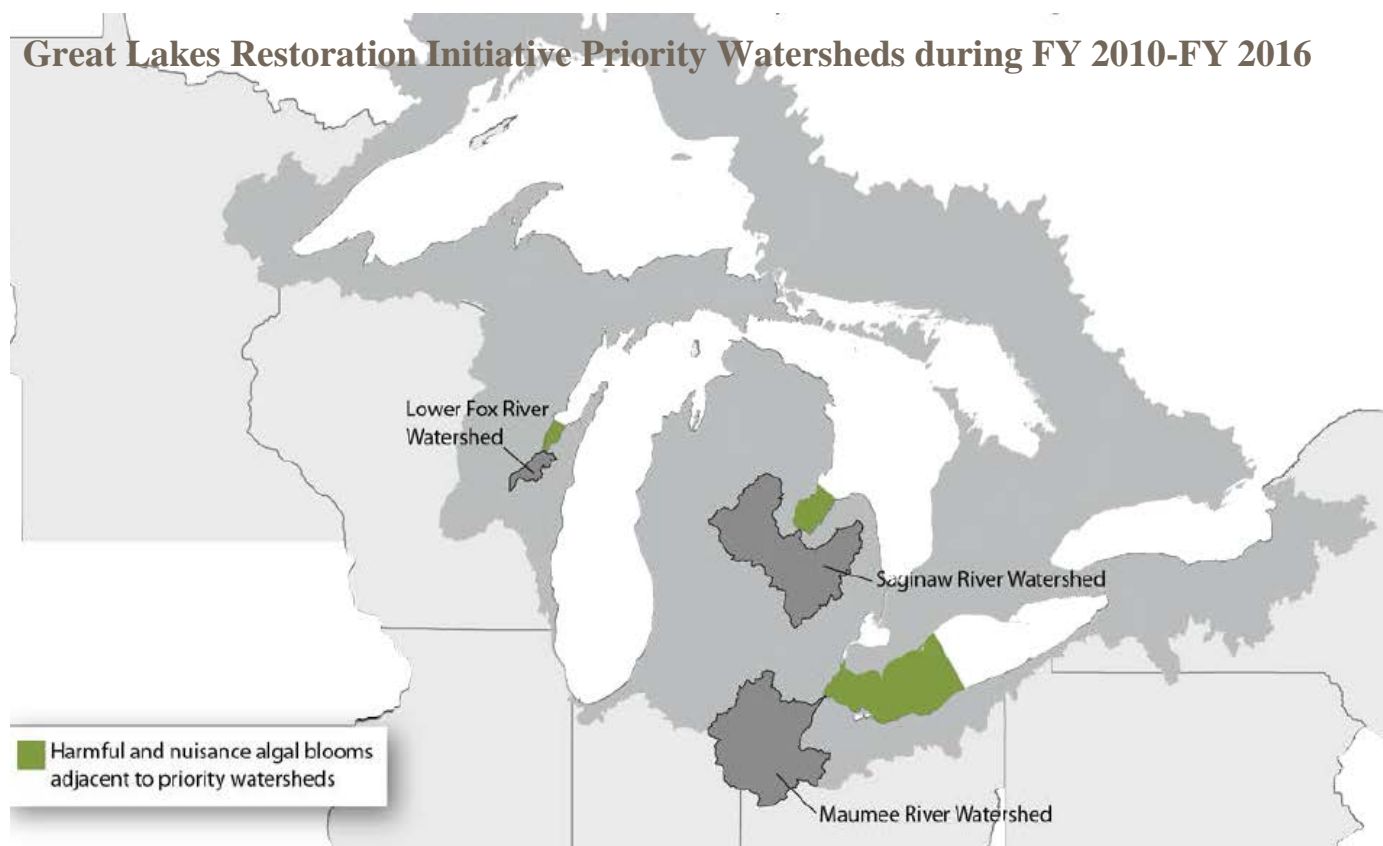 Great Lakes Restoration Initiative Priority Watersheds during FY 2010-FY 2016
Lower Fox River
Watershed
Saginaw River Watershed
Harmful and nuisance algal blooms
adjacent to priority watersheds
Maumee River Watershed